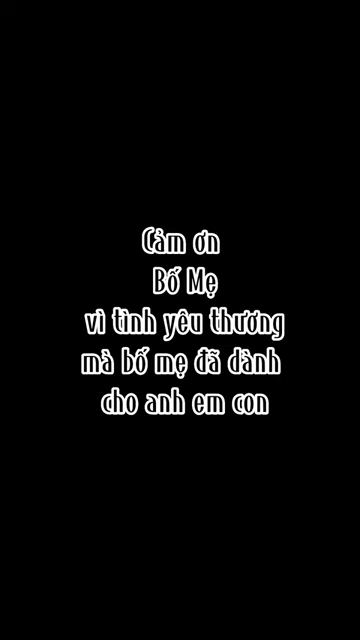 Cảm ơn
Bố Mẹ
vì tình yêu thương
mà bố mẹ đã dành
cho anh em con